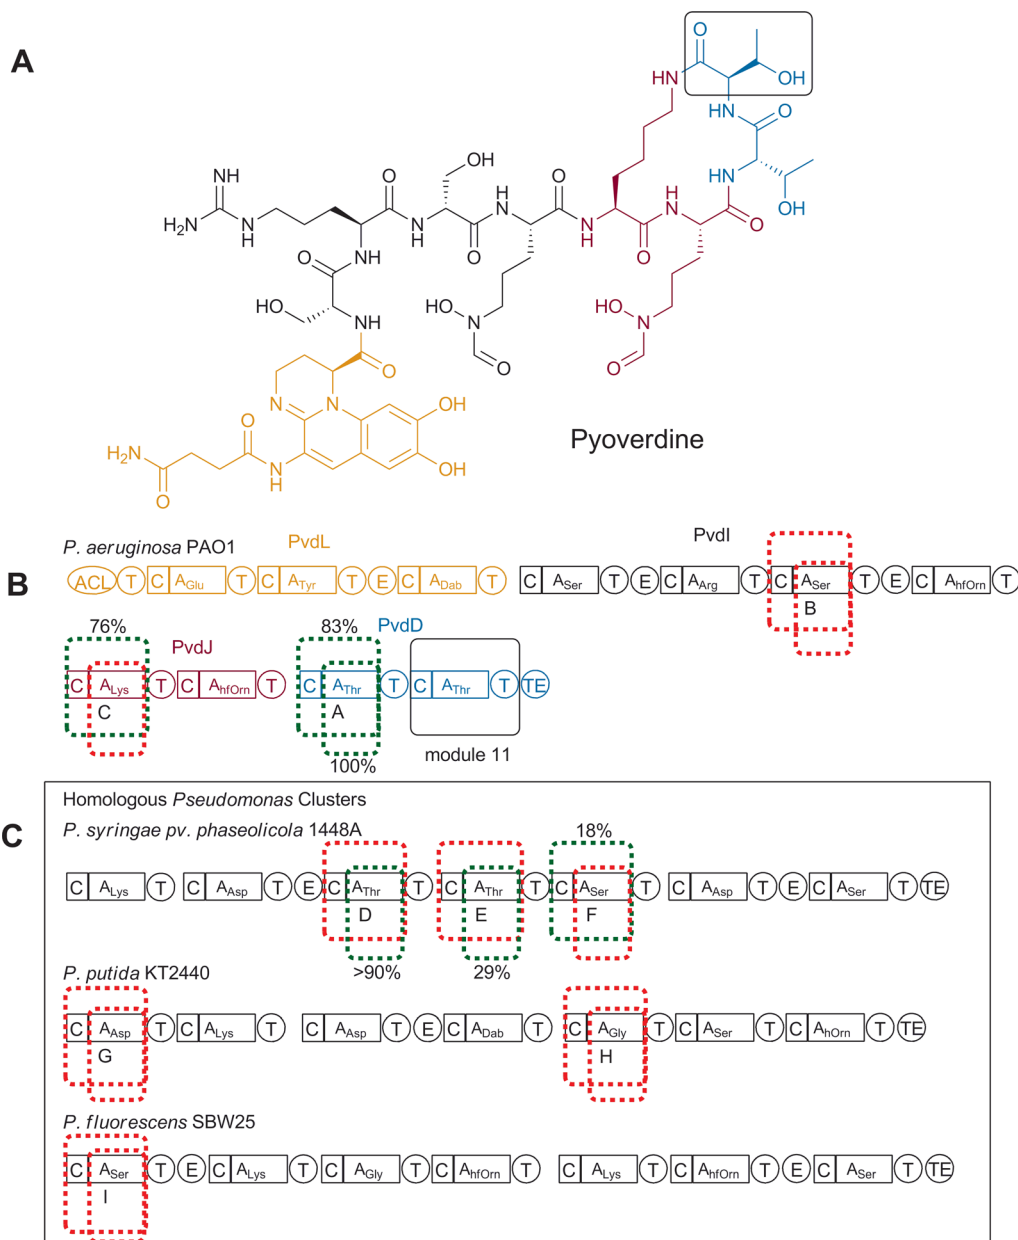 A
O
HN
OH
HN
O
HN
OH
NH
H2N
N
H
O
N
H
OH
O
H
N
O
N
H
O
H
N
O
O
NH
HO
NH
HO
N
O
HO
N
O
O
N
N
OH
OH
O
N
H
H2N
O
Pyoverdine
B
P. aeruginosa PAO1 PvdL PvdI
ACL T C AGlu T C ATyr T E C ADab T C ASer T E C AArg T C ASer T E C AhfOrn T
B
76% 83% PvdD
PvdJ
C ALys T C AhfOrn T C AThr T C AThr T TE
C A
100% module 11
C
Homologous Pseudomonas Clusters
P. syringae pv. phaseolicola 1448A 18%
C ALys T C AAsp T E C AThr T C AThr T C ASer T C AAsp T E C ASer T TE
D E F
>90% 29%
P. putida KT2440
C AAsp T C ALys T C AAsp T E C ADab T C AGly T C ASer T C AhOrn T TE
G H
P. fluorescens SBW25
C ASer T E C ALys T C AGly T C AhfOrn T C ALys T C AhfOrn T E C ASer T TE
I